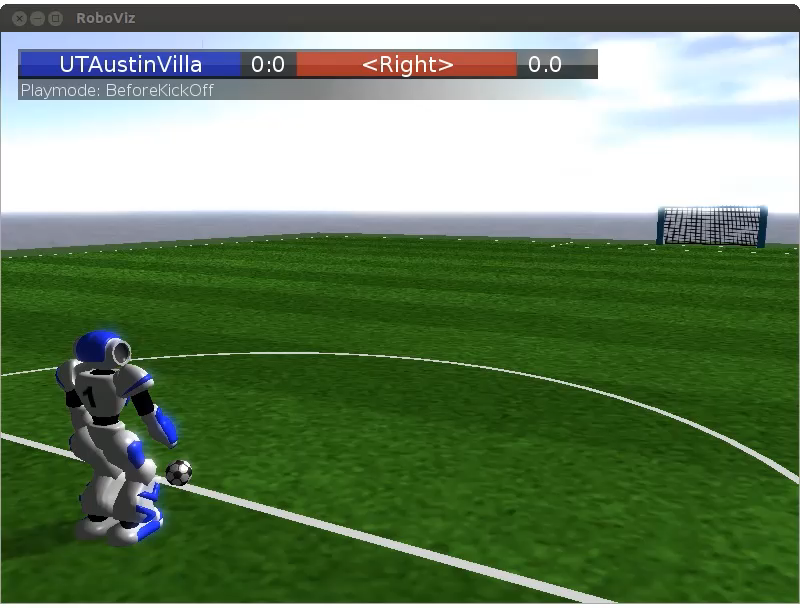 RoboViz
UTAustinVilla 0:0 <Right> 0.0
Playmode: BeforeKickOff
1